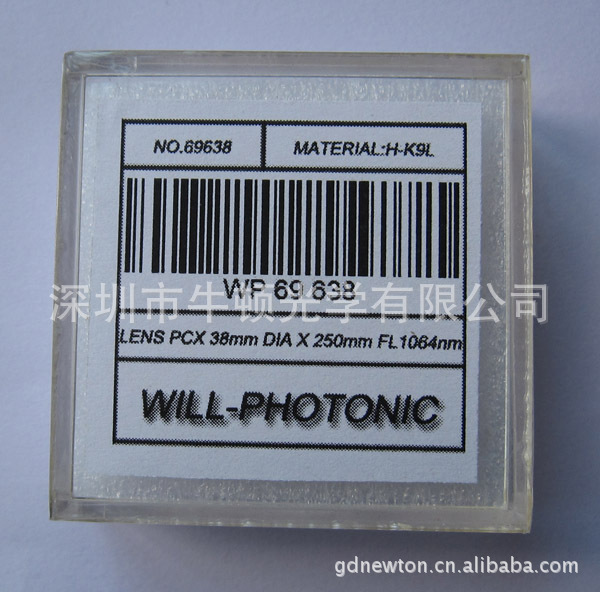 NO.69638 MATERIAL:H-K9L
WP 69 638
深圳市牛顿光学有限公司
LENS PCX 38mm DIA X 250mm FL1064nm
WILL-PHOTONIC
gdnewton.cn.alibaba.com